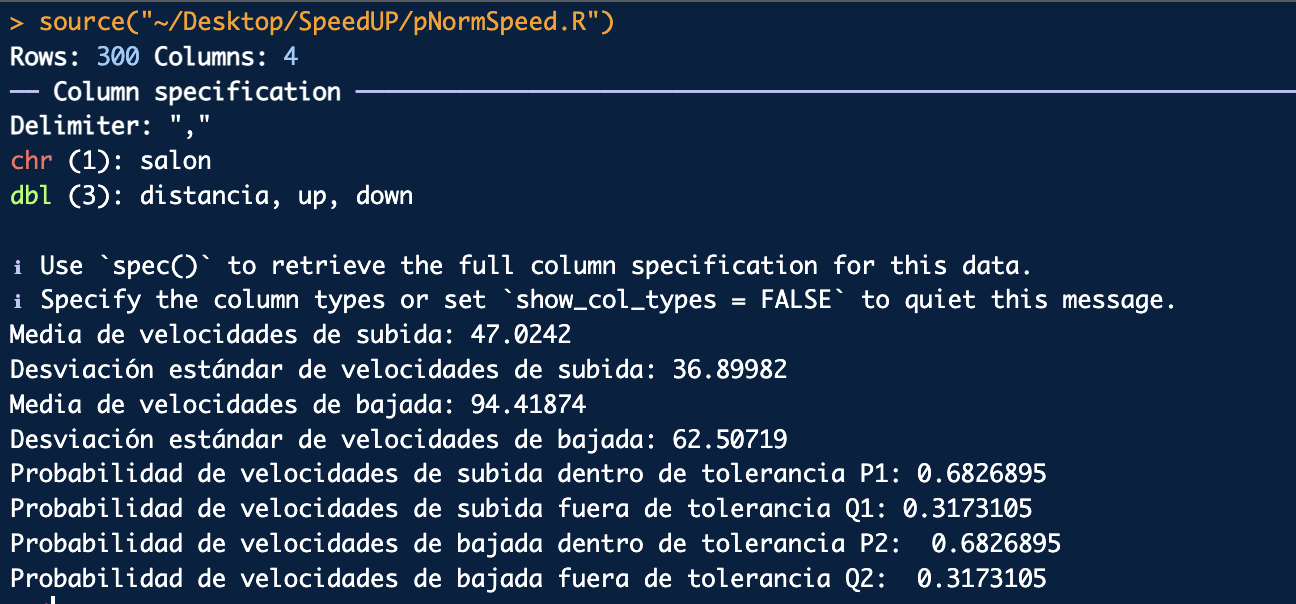 > source("~/Desktop/SpeedUP/pNormSpeed.R")
Rows: 300 Columns: 4
── Column specification ──────────────────────────────
Delimiter: ","
chr (1): salon
dbl (3): distancia, up, down
ℹ Use `spec()` to retrieve the full column specification for this data.
ℹ Specify the column types or set `show_col_types = FALSE` to quiet this message.
Media de velocidades de subida: 47.0242
Desviación estándar de velocidades de subida: 36.89982
Media de velocidades de bajada: 94.41874
Desviación estándar de velocidades de bajada: 62.50719
Probabilidad de velocidades de subida dentro de tolerancia P1: 0.6826895
Probabilidad de velocidades de subida fuera de tolerancia Q1: 0.3173105
Probabilidad de velocidades de bajada dentro de tolerancia P2:  0.6826895
Probabilidad de velocidades de bajada fuera de tolerancia Q2:  0.3173105